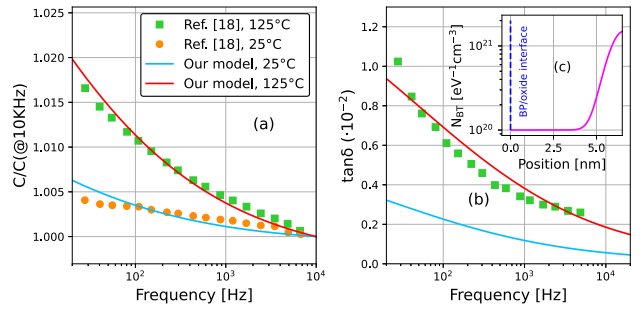 C/C(@10KHz)
1.025
1.020
1.015
1.010
1.005
1.000
Ref. [18], 125°C
Ref. [18], 25°C
Our model, 25°C
Our model, 125°C
(a)
10²
10³
10⁴
Frequency [Hz]
tanδ (·10⁻²)
1.4
1.2
1.0
0.8
0.6
0.4
0.2
0.0
(b)
10²
10³
10⁴
Frequency [Hz]
N_BT [eV⁻¹cm⁻³]
10²¹
10²⁰
BP/oxide interface
(c)
0.0
2.5
5.0
Position [nm]